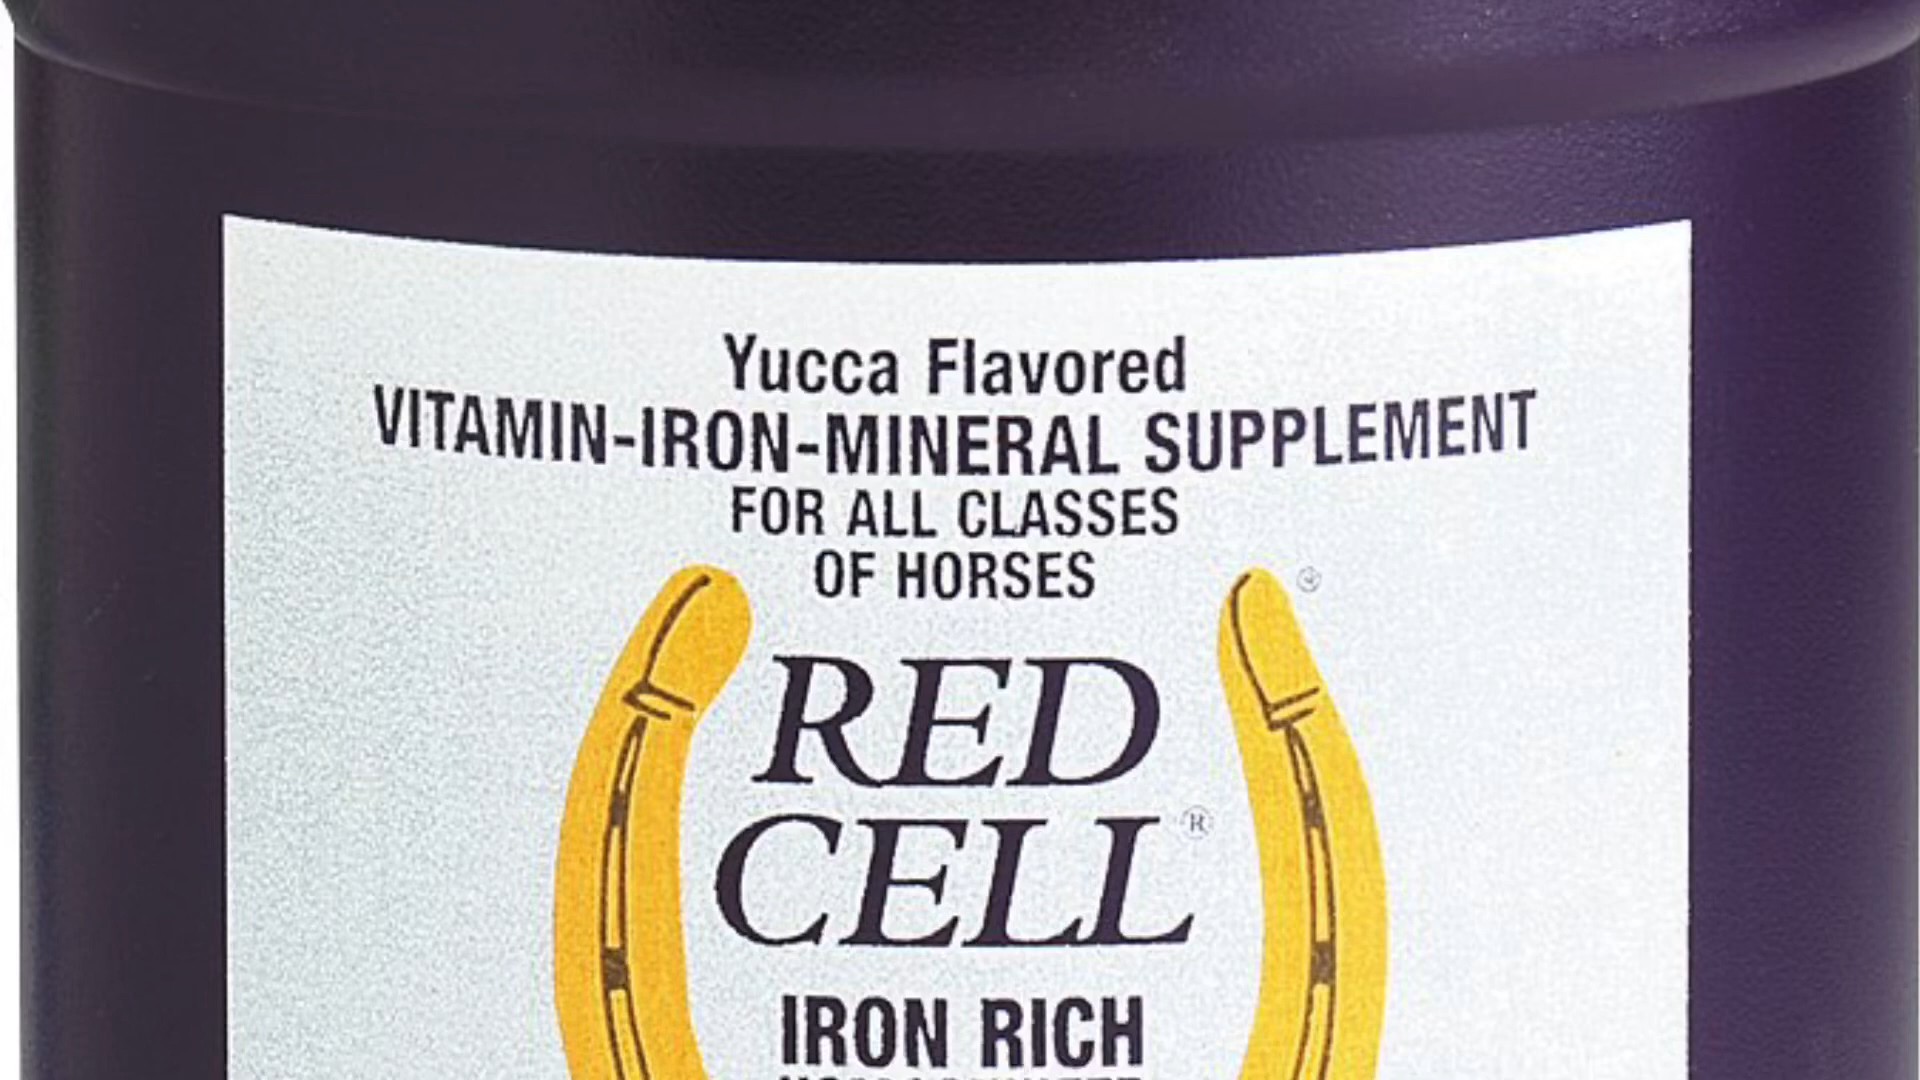 Yucca Flavored
VITAMIN-IRON-MINERAL SUPPLEMENT
FOR ALL CLASSES
OF HORSES
RED
CELL®
IRON RICH